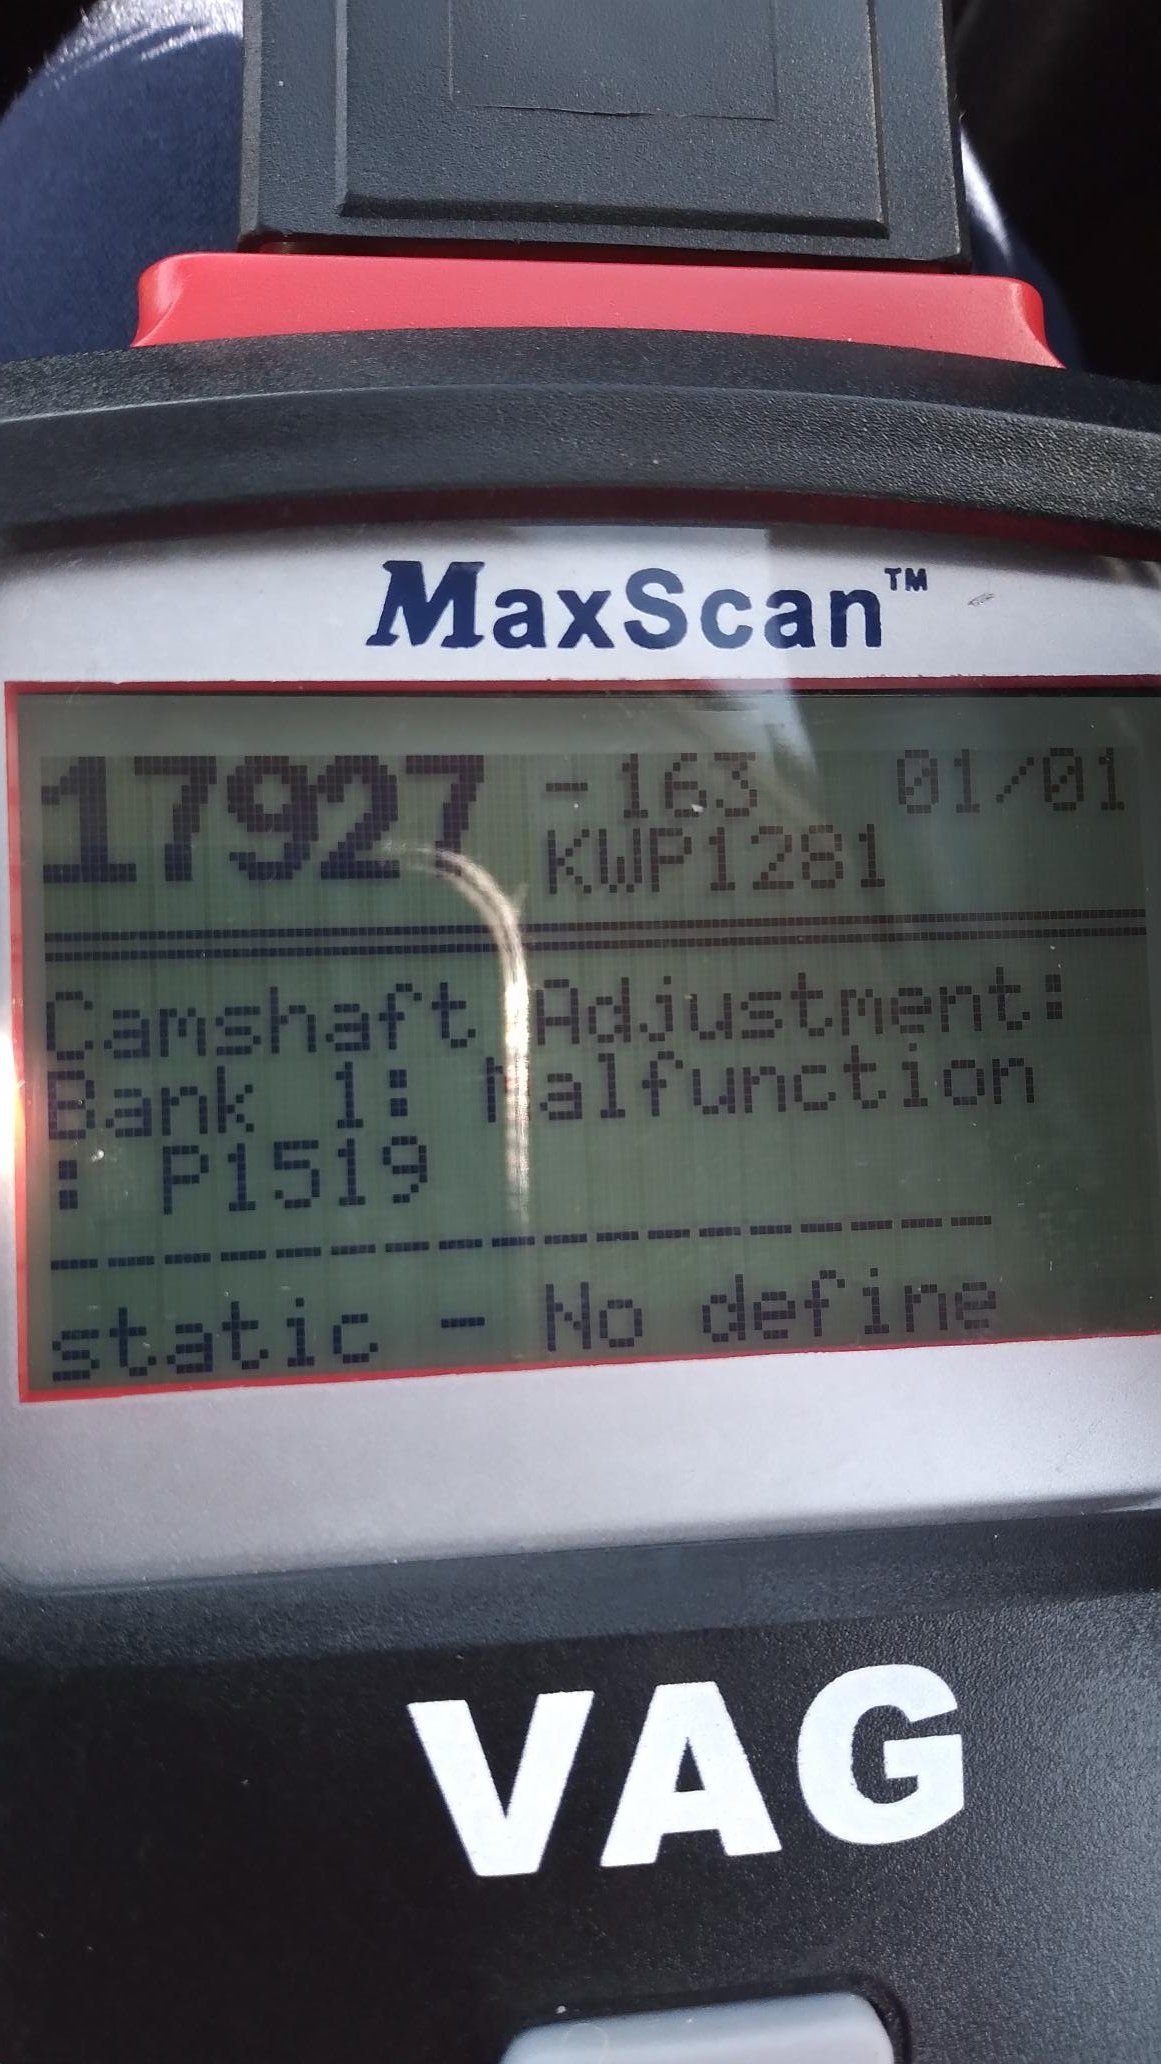 MaxScan™
17927 -163 01/01
KWP1281
Camshaft Adjustment:
Bank 1: Malfunction
: P1519
static - No define
VAG